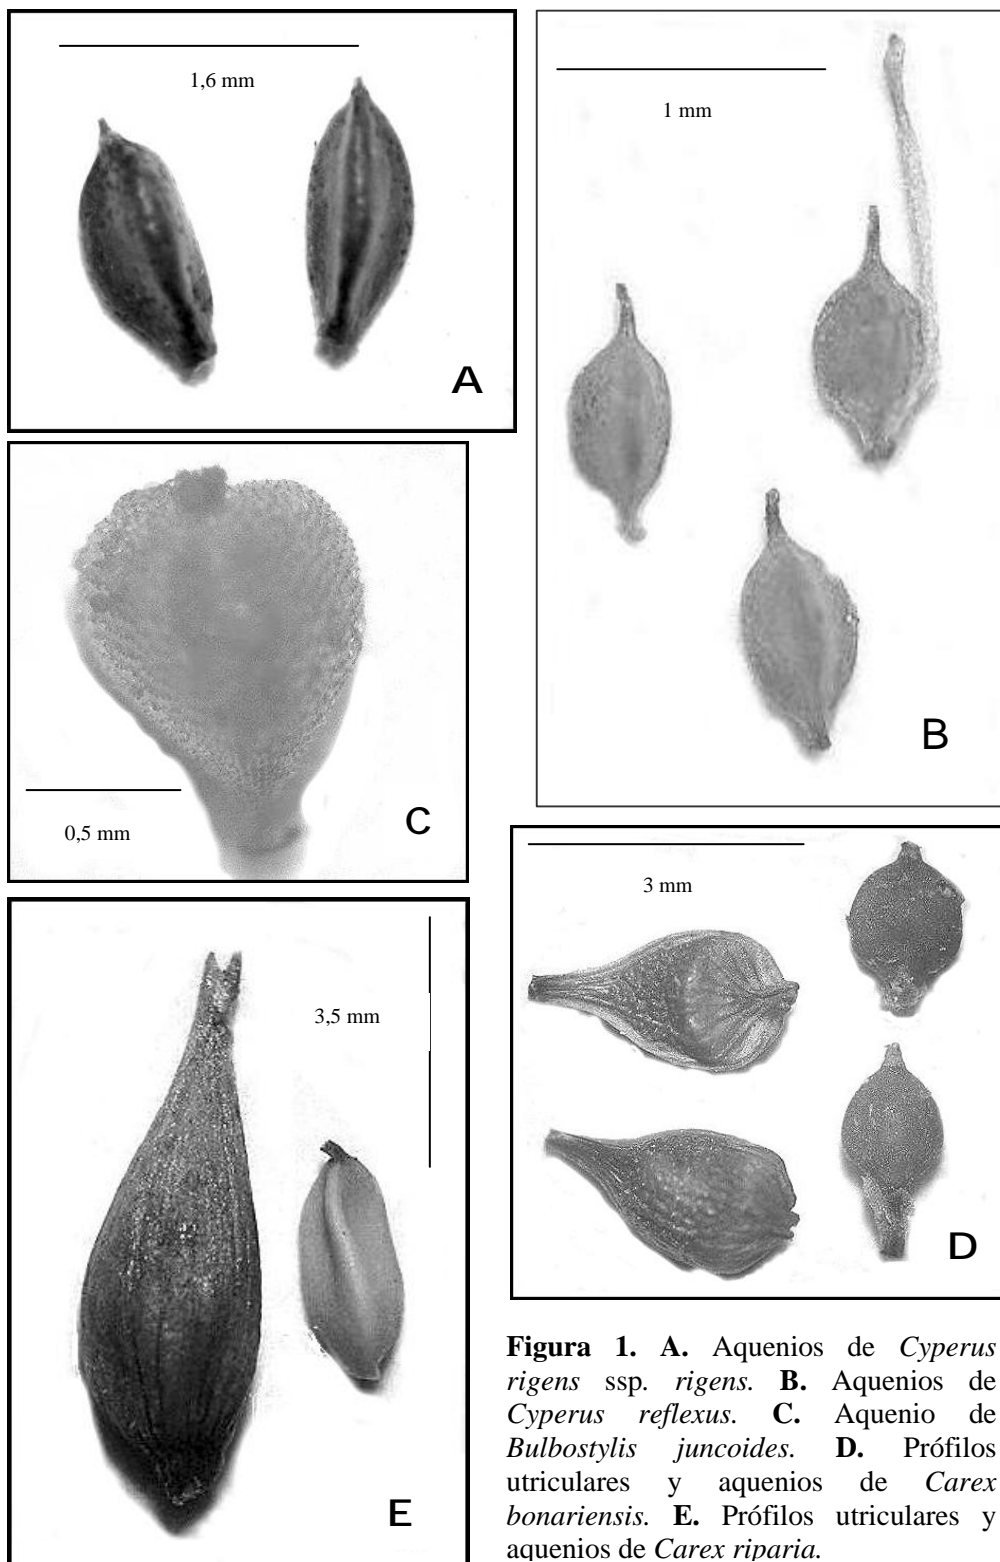 1,6 mm
A
1 mm
B
0,5 mm
C
3 mm
D
3,5 mm
E
Figura 1. A. Aquenios de Cyperus
rigens ssp. rigens. B. Aquenios de
Cyperus reflexus. C. Aquenio de
Bulbostylis juncoides. D. Prófilos
utriculares y aquenios de Carex
bonariensis. E. Prófilos utriculares y
aquenios de Carex riparia.